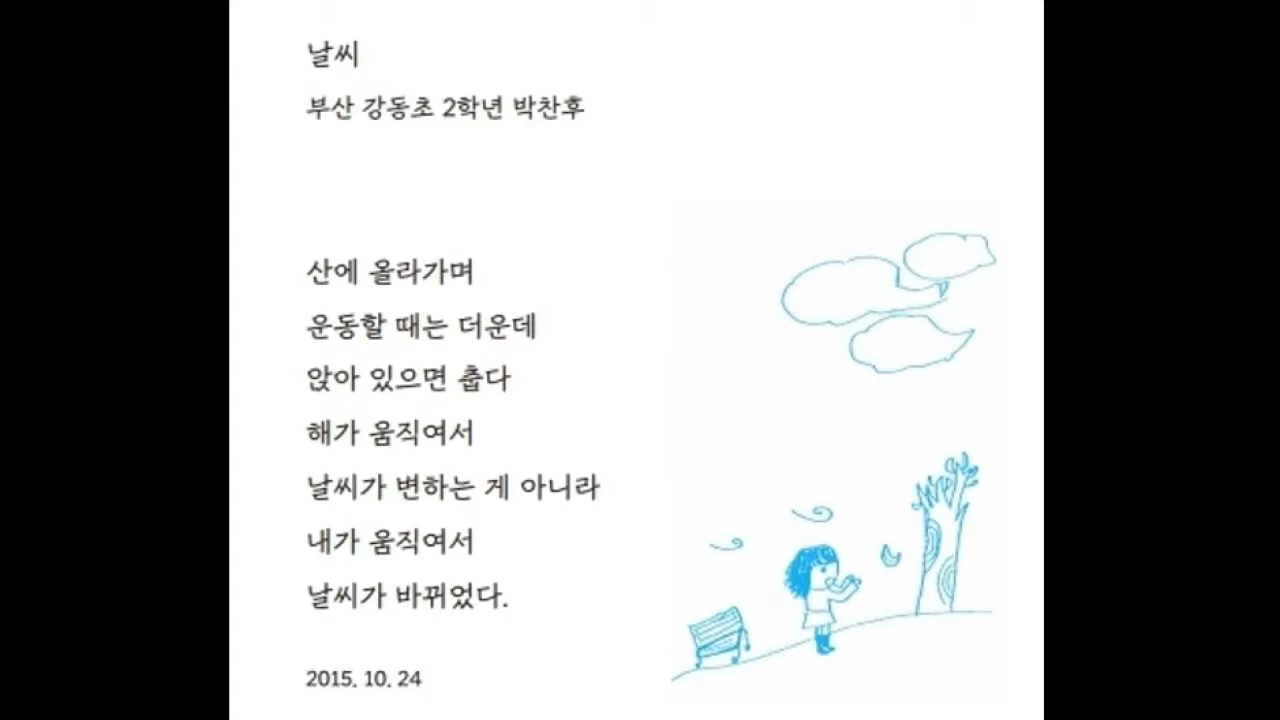 날씨
부산 강동초 2학년 박찬후
산에 올라가며
운동할 때는 더운데
앉아 있으면 춥다
해가 움직여서
날씨가 변하는 게 아니라
내가 움직여서
날씨가 바뀌었다.
2015. 10. 24